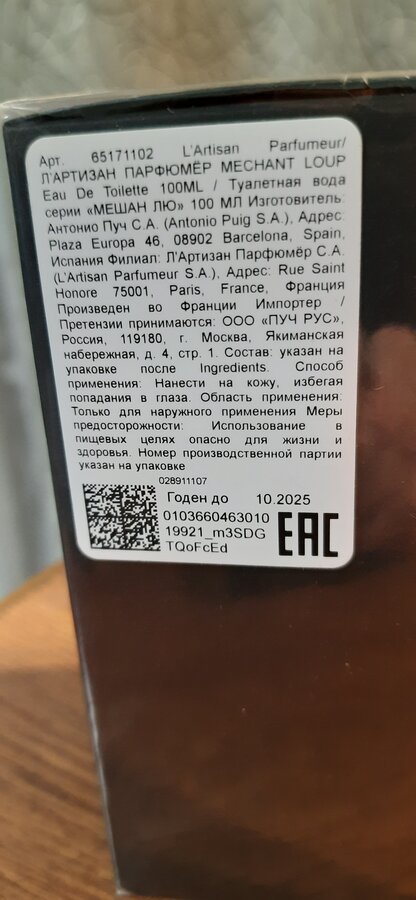 Арт. 65171102 L'Artisan Parfumeur/
Л'АРТИЗАН ПАРФЮМЁР MECHANT LOUP
Eau De Toilette 100ML / Туалетная вода
серии «МЕШАН ЛЮ» 100 МЛ Изготовитель:
Антонио Пуч С.А. (Antonio Puig S.A.), Адрес:
Plaza Europa 46, 08902 Barcelona, Spain,
Испания Филиал: Л'Артизан Парфюмёр С.А.
(L'Artisan Parfumeur S.A.), Адрес: Rue Saint
Honore 75001, Paris, France, Франция
Произведен во Франции Импортер /
Претензии принимаются: ООО «ПУЧ РУС»,
Россия, 119180, г. Москва, Якиманская
набережная, д. 4, стр. 1. Состав: указан на
упаковке после Ingredients. Способ
применения: Нанести на кожу, избегая
попадания в глаза. Область применения:
Только для наружного применения Меры
предосторожности: Использование в
пищевых целях опасно для жизни и
здоровья. Номер производственной партии
указан на упаковке
028911107
Годен до 10.2025
0103660463010
19921_m3SDG
TQoFcEd
EAC